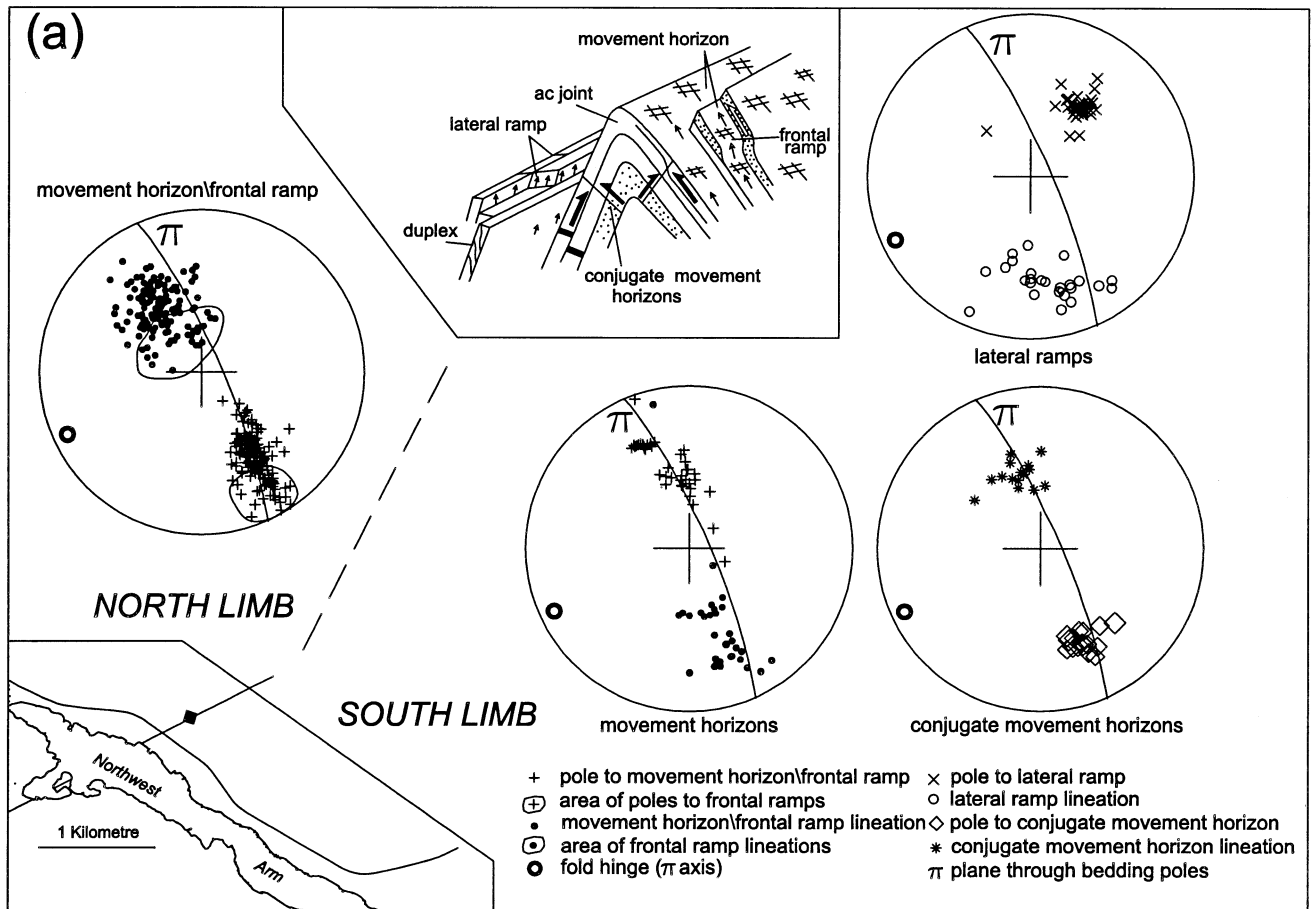 (a)
movement horizon
ac joint
lateral ramp
frontal
ramp
duplex
conjugate movement
horizons
π
lateral ramps
movement horizon\frontal ramp
π
NORTH LIMB
π
movement horizons
π
conjugate movement horizons
SOUTH LIMB
Northwest
Arm
1 Kilometre
+ pole to movement horizon\frontal ramp
area of poles to frontal ramps
movement horizon\frontal ramp lineation
area of frontal ramp lineations
fold hinge (π axis)
× pole to lateral ramp
lateral ramp lineation
pole to conjugate movement horizon
* conjugate movement horizon lineation
π plane through bedding poles